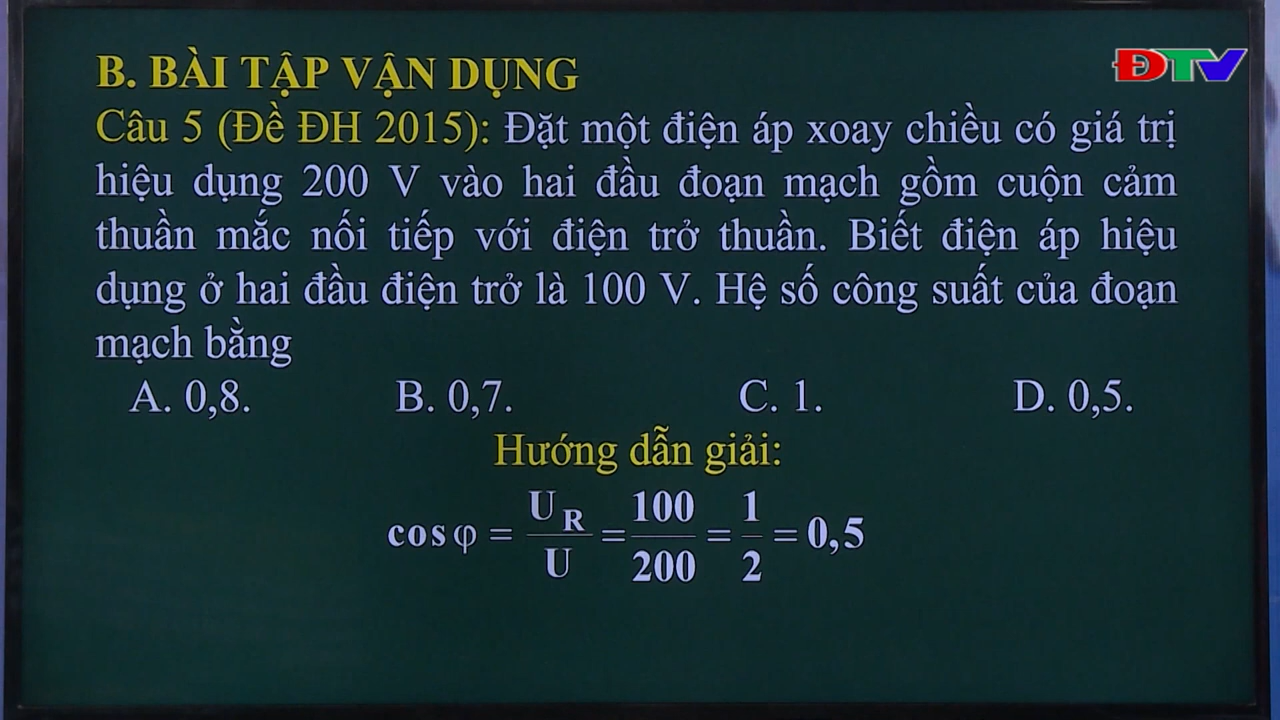 ĐTV
B. BÀI TẬP VẬN DỤNG
Câu 5 (Đề ĐH 2015): Đặt một điện áp xoay chiều có giá trị
hiệu dụng 200 V vào hai đầu đoạn mạch gồm cuộn cảm
thuần mắc nối tiếp với điện trở thuần. Biết điện áp hiệu
dụng ở hai đầu điện trở là 100 V. Hệ số công suất của đoạn
mạch bằng
A. 0,8. B. 0,7. C. 1. D. 0,5.
Hướng dẫn giải:
cos φ = U_R/U = 100/200 = 1/2 = 0,5